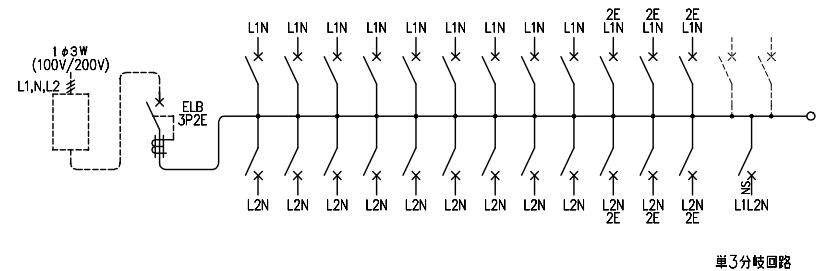 2E 2E 2E
L1N L1N L1N L1N L1N L1N L1N L1N L1N L1N L1N L1N
1φ3W
(100V/200V)
L1,N,L2
ELB
3P2E
NS
L2N L2N L2N L2N L2N L2N L2N L2N L2N L2N L2N L2N L1L2N
2E 2E 2E
単3分岐回路